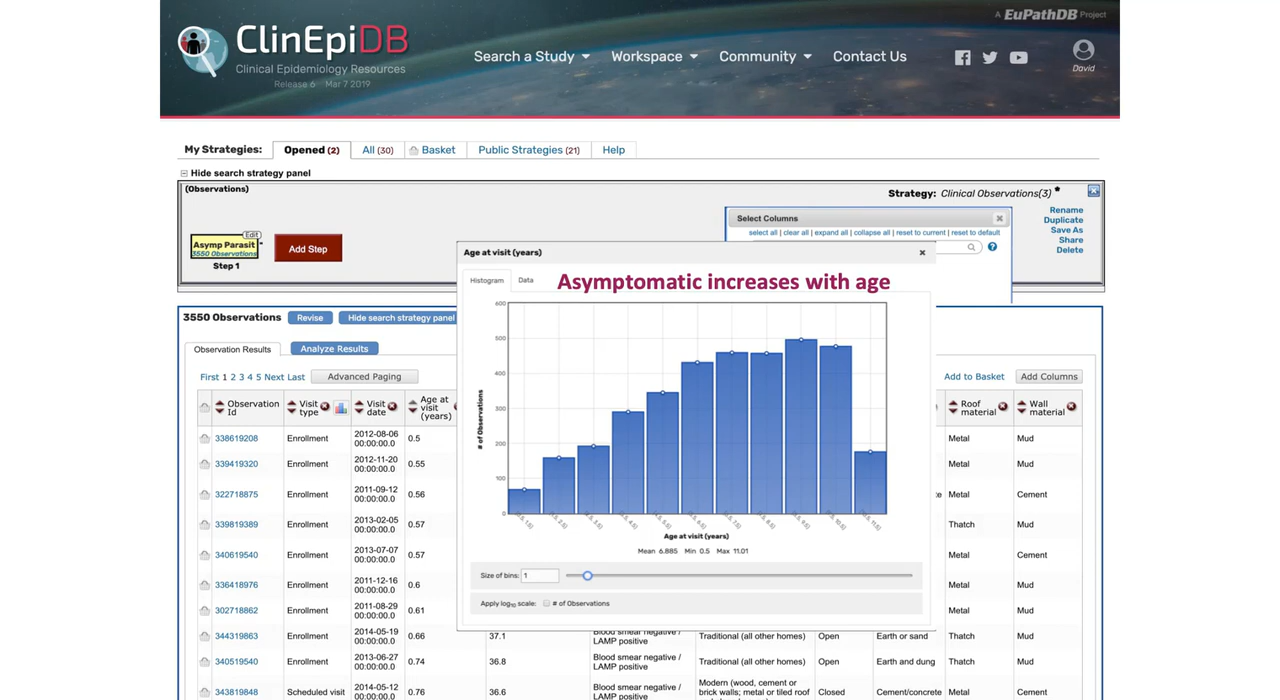 A EuPathDB Project
ClinEpiDB
Clinical Epidemiology Resources
Release 6 Mar 7 2019
Search a Study
Workspace
Community
Contact Us
David
My Strategies:
Opened (2)
All (30)
Basket
Public Strategies (21)
Help
Hide search strategy panel
(Observations)
Strategy: Clinical Observations(3) *
Rename
Duplicate
Save As
Share
Delete
Edit
Asymp Parasit
3550 Observations
Step 1
Add Step
Select Columns
select all | clear all | expand all | collapse all | reset to current | reset to default
Age at visit (years)
Histogram
Data
Asymptomatic increases with age
600
500
400
300
200
100
0
# of Observations
Age at visit (years)
Mean 6.885 Min 0.5 Max 11.01
Size of bins: 1
Apply log10 scale: # of Observations
3550 Observations
Revise
Hide search strategy panel
Observation Results
Analyze Results
First 1 2 3 4 5 Next Last
Advanced Paging
Add to Basket
Add Columns
Observation Id
Visit type
Visit date
Age at visit (years)
Roof material
Wall material
338619208 Enrollment 2012-08-06 00:00:00.0 0.5 Metal Mud
339419320 Enrollment 2012-11-20 00:00:00.0 0.55 Metal Mud
322718875 Enrollment 2011-09-12 00:00:00.0 0.56 Metal Cement
339819389 Enrollment 2013-02-05 00:00:00.0 0.57 Thatch Mud
340619540 Enrollment 2013-07-07 00:00:00.0 0.57 Metal Cement
336418976 Enrollment 2011-12-16 00:00:00.0 0.6 Metal Mud
302718862 Enrollment 2011-08-29 00:00:00.0 0.61 Metal Mud
344319863 Enrollment 2014-05-19 00:00:00.0 0.66 37.1 Blood smear negative / LAMP positive Traditional (all other homes) Open Earth or sand Thatch Mud
340519540 Enrollment 2013-06-27 00:00:00.0 0.74 36.8 Blood smear negative / LAMP positive Traditional (all other homes) Open Earth and dung Thatch Mud
343819848 Scheduled visit 2014-05-12 00:00:00.0 0.76 36.6 Blood smear negative / LAMP positive Modern (wood, cement or brick walls; metal or tiled roof Closed Cement/concrete Metal Cement